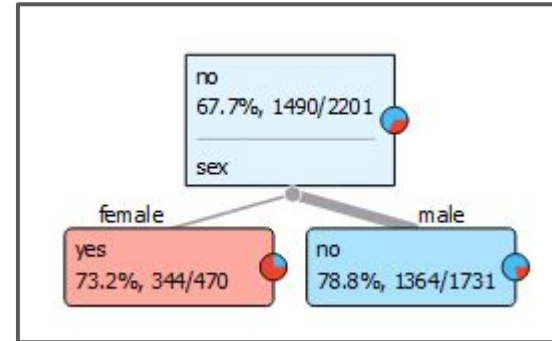 no
67.7%, 1490/2201
sex
female
male
yes
73.2%, 344/470
no
78.8%, 1364/1731